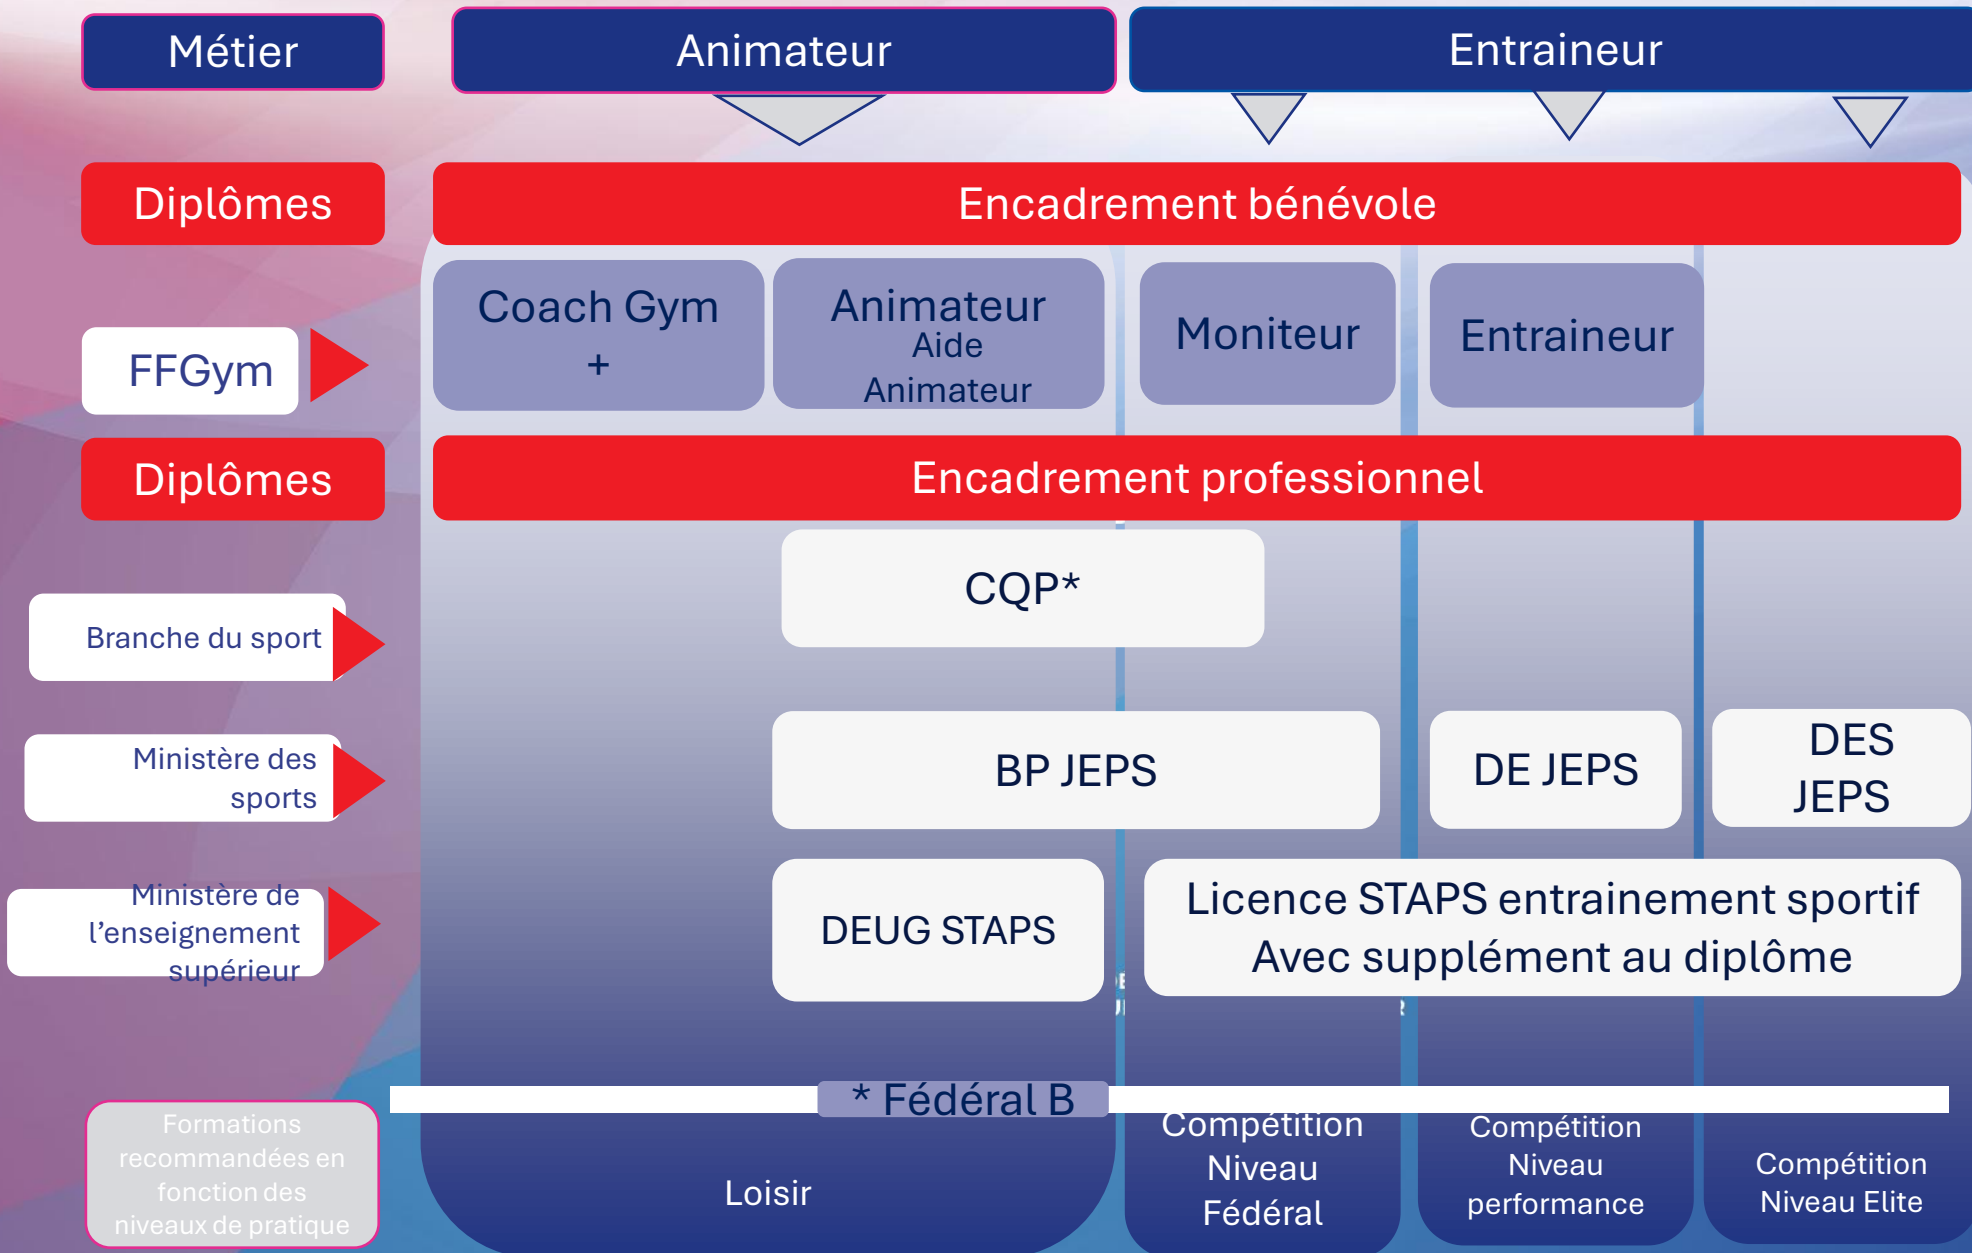 Métier
Animateur
Entraineur
Diplômes
Encadrement bénévole
FFGym
Coach Gym
+
Animateur
Aide
Animateur
Moniteur
Entraineur
Diplômes
Encadrement professionnel
Branche du sport
CQP*
Ministère des
sports
BP JEPS
DE JEPS
DES
JEPS
Ministère de
l’enseignement
supérieur
DEUG STAPS
Licence STAPS entrainement sportif
Avec supplément au diplôme
* Fédéral B
Formations
recommandées en
fonction des
niveaux de pratique
Loisir
Compétition
Niveau
Fédéral
Compétition
Niveau
performance
Compétition
Niveau Elite